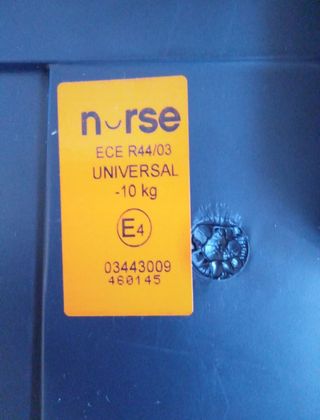 nurse
ECE R44/03
UNIVERSAL
-10 kg
E4
03443009
460145